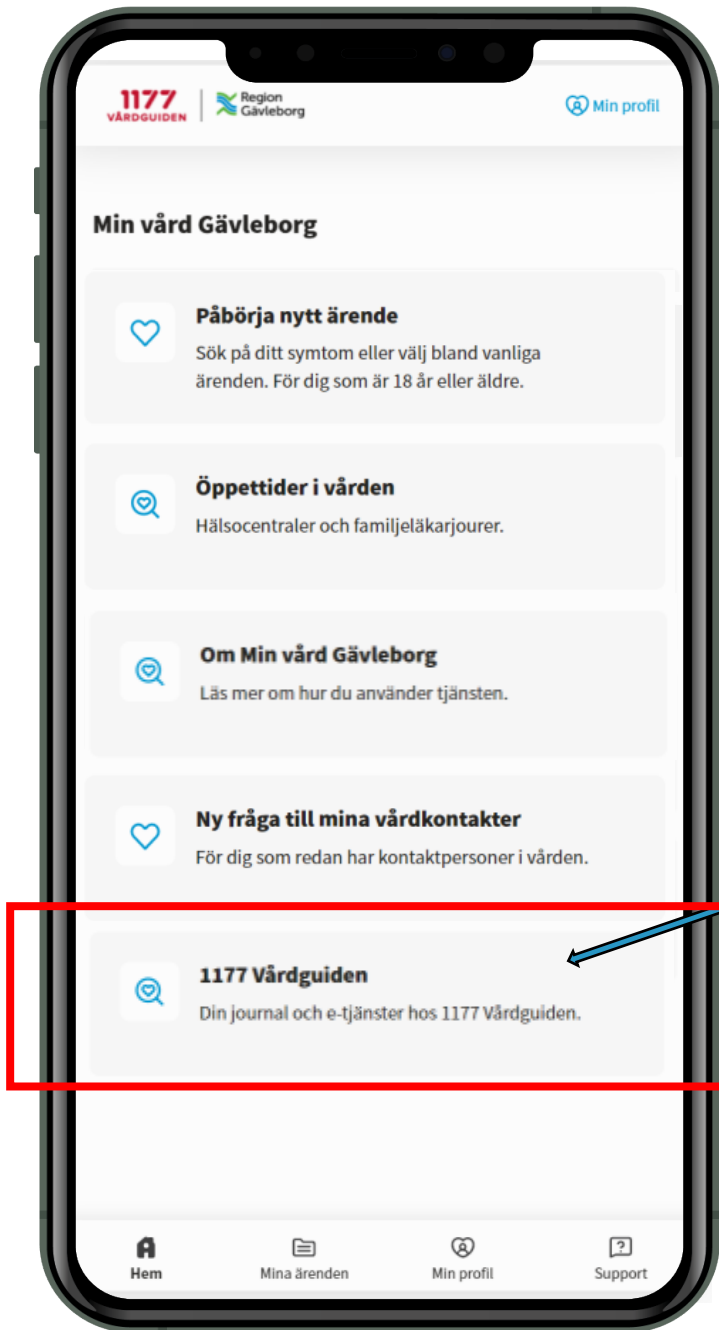 1177
VÅRDGUIDEN
Region
Gävleborg
Min profil
Min vård Gävleborg
Påbörja nytt ärende
Sök på ditt symtom eller välj bland vanliga
ärenden. För dig som är 18 år eller äldre.
Öppettider i vården
Hälsocentraler och familjeläkarjourer.
Om Min vård Gävleborg
Läs mer om hur du använder tjänsten.
Ny fråga till mina vårdkontakter
För dig som redan har kontaktpersoner i vården.
1177 Vårdguiden
Din journal och e-tjänster hos 1177 Vårdguiden.
Hem
Mina ärenden
Min profil
Support